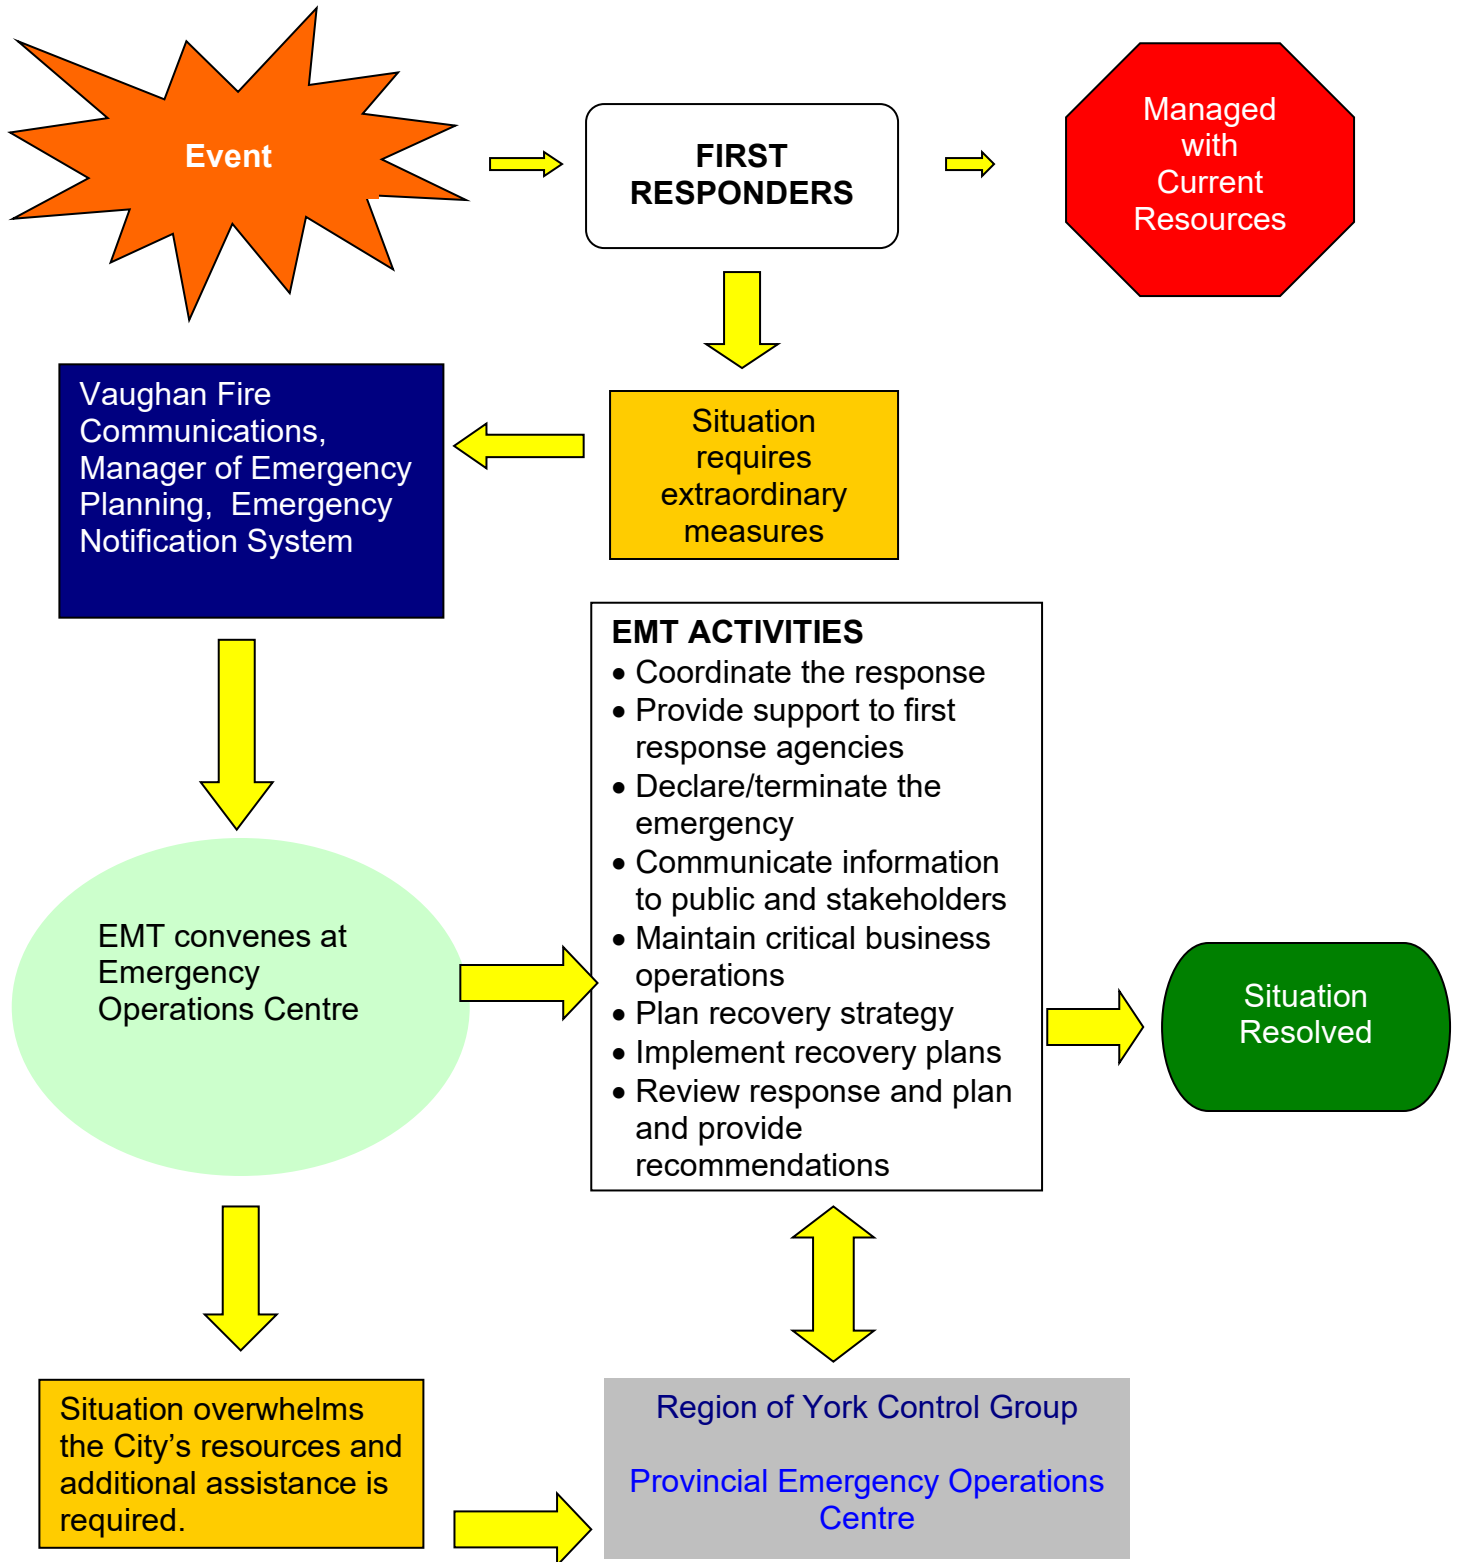 Event
FIRST
RESPONDERS
Managed
with
Current
Resources
Vaughan Fire
Communications,
Manager of Emergency
Planning,  Emergency
Notification System
Situation
requires
extraordinary
measures
EMT ACTIVITIES
• Coordinate the response
• Provide support to first
response agencies
• Declare/terminate the
emergency
• Communicate information
to public and stakeholders
• Maintain critical business
operations
• Plan recovery strategy
• Implement recovery plans
• Review response and plan
and provide
recommendations
EMT convenes at
Emergency
Operations Centre
Situation
Resolved
Situation overwhelms
the City’s resources and
additional assistance is
required.
Region of York Control Group
Provincial Emergency Operations
Centre